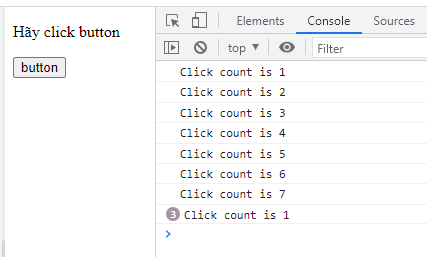 Hãy click button
button
Elements Console Sources
top ▼ Filter
Click count is 1
Click count is 2
Click count is 3
Click count is 4
Click count is 5
Click count is 6
Click count is 7
3 Click count is 1
>